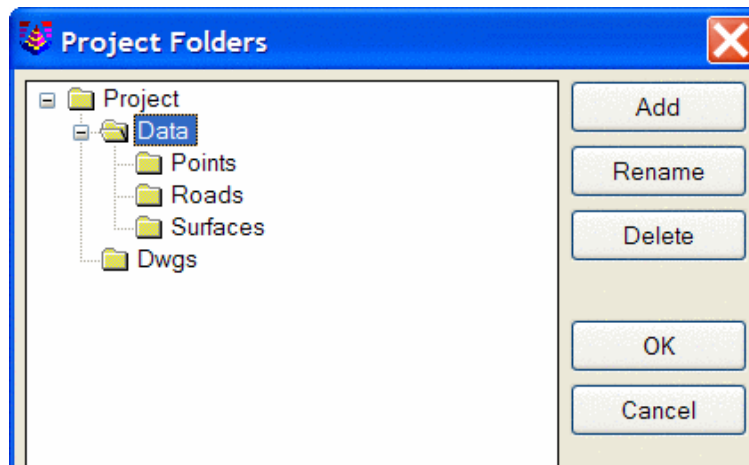 Project Folders
Project
Data
Points
Roads
Surfaces
Dwgs
Add
Rename
Delete
OK
Cancel